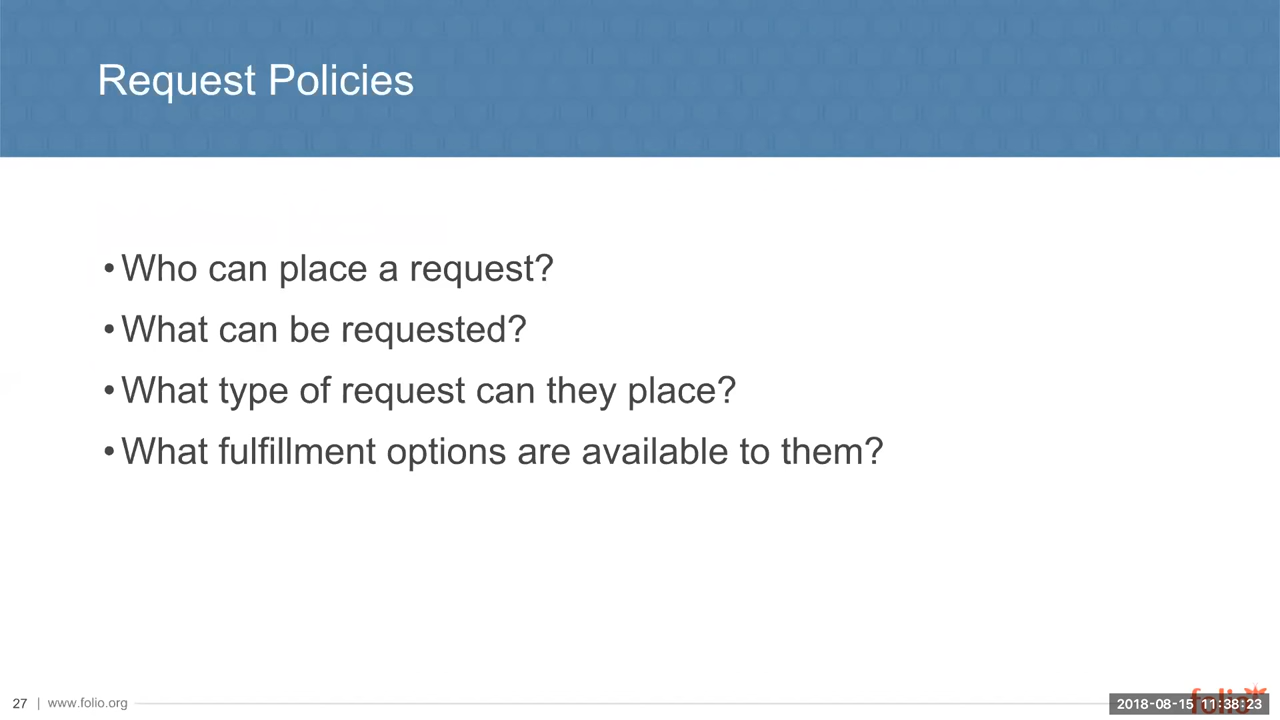 Request Policies
• Who can place a request?
• What can be requested?
• What type of request can they place?
• What fulfillment options are available to them?
27 | www.folio.org
folio
2018-08-15 11:38:23